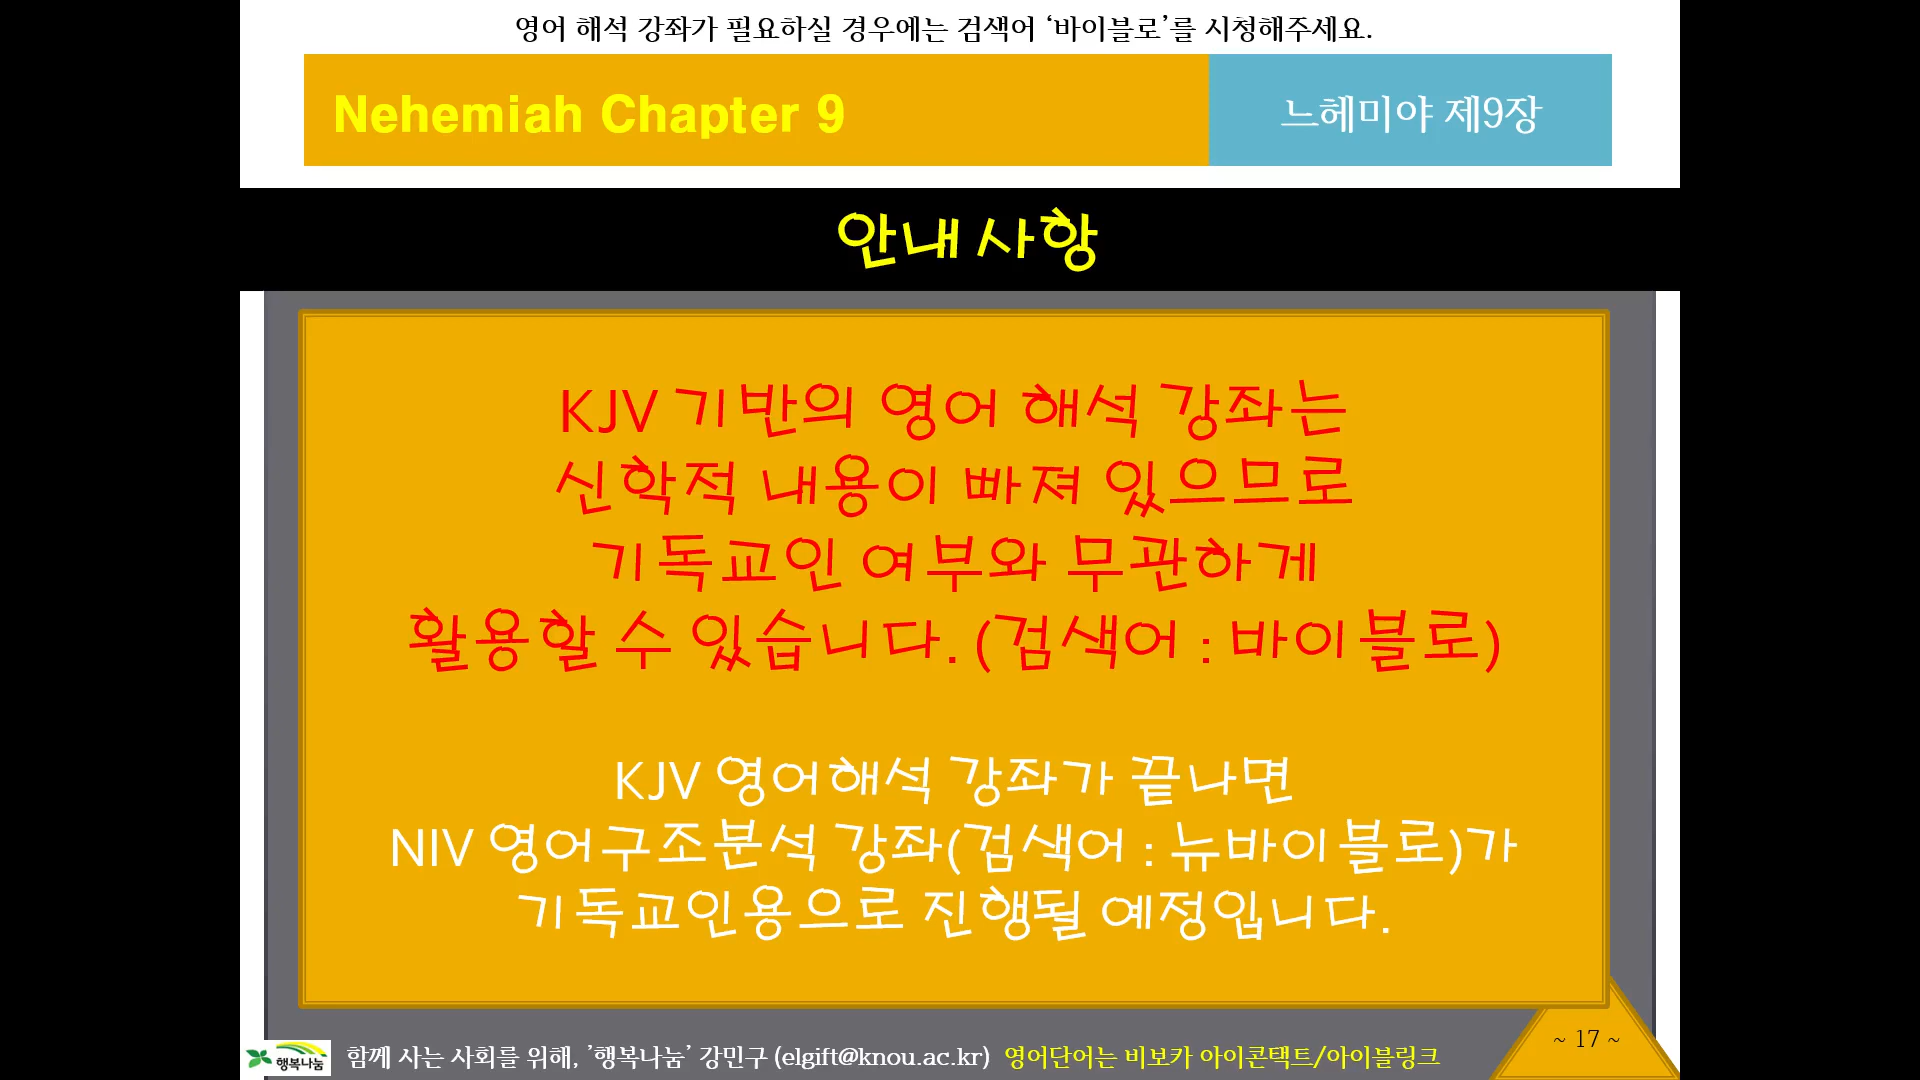 영어 해석 강좌가 필요하실 경우에는 검색어 ‘바이블로’를 시청해주세요.
Nehemiah Chapter 9
느헤미야 제9장
안내 사항
KJV 기반의 영어 해석 강좌는
신학적 내용이 빠져 있으므로
기독교인 여부와 무관하게
활용할 수 있습니다. (검색어 : 바이블로)
KJV 영어해석 강좌가 끝나면
NIV 영어구조분석 강좌(검색어 : 뉴바이블로)가
기독교인용으로 진행될 예정입니다.
~ 17 ~
행복나눔
함께 사는 사회를 위해, ’행복나눔’ 강민구 (elgift@knou.ac.kr) 영어단어는 비보카 아이콘택트/아이블링크